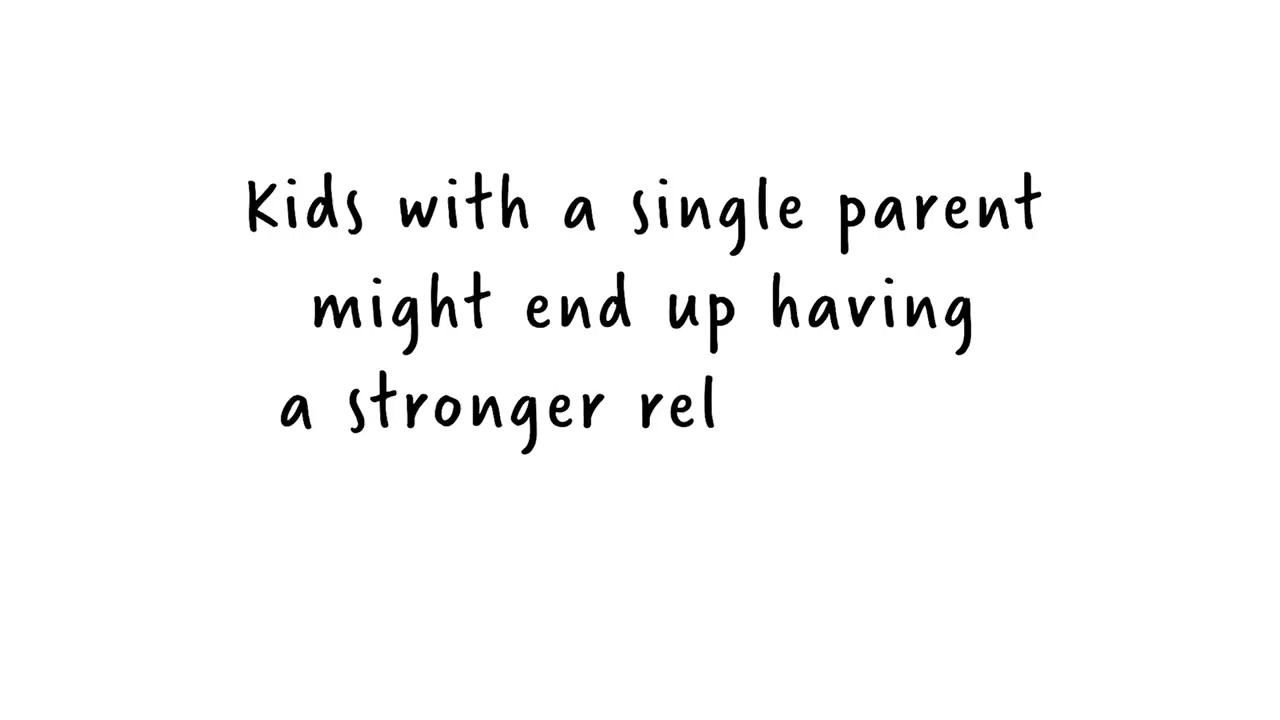 Kids with a single parent
might end up having
a stronger rel